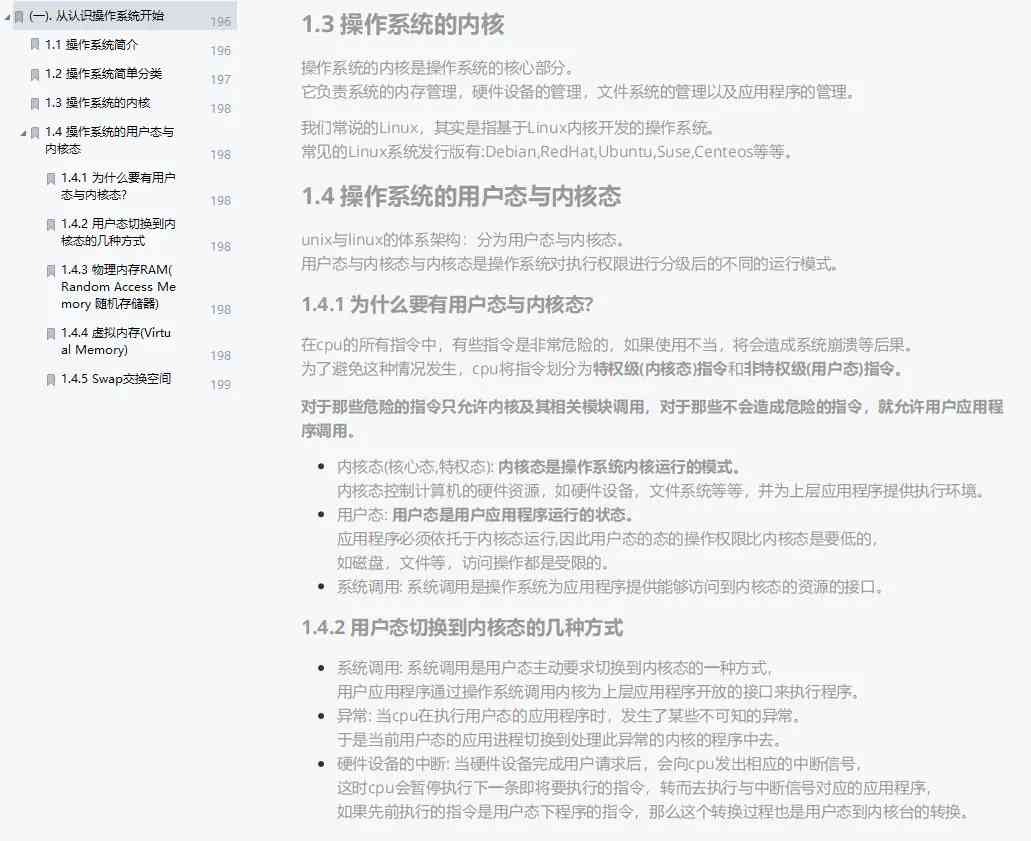 (一). 从认识操作系统开始 196
1.1 操作系统简介 196
1.2 操作系统简单分类 197
1.3 操作系统的内核 198
1.4 操作系统的用户态与
内核态 198
1.4.1 为什么要有用户
态与内核态? 198
1.4.2 用户态切换到内
核态的几种方式 198
1.4.3 物理内存RAM(
Random Access Me
mory 随机存储器) 198
1.4.4 虚拟内存(Virtu
al Memory) 198
1.4.5 Swap交换空间 199
1.3 操作系统的内核
操作系统的内核是操作系统的核心部分。
它负责系统的内存管理，硬件设备的管理，文件系统的管理以及应用程序的管理。
我们常说的Linux，其实是指基于Linux内核开发的操作系统。
常见的Linux系统发行版有:Debian,RedHat,Ubuntu,Suse,Centeos等等。
1.4 操作系统的用户态与内核态
unix与linux的体系架构：分为用户态与内核态。
用户态与内核态与内核态是操作系统对执行权限进行分级后的不同的运行模式。
1.4.1 为什么要有用户态与内核态?
在cpu的所有指令中，有些指令是非常危险的，如果使用不当，将会造成系统崩溃等后果。
为了避免这种情况发生，cpu将指令划分为特权级(内核态)指令和非特权级(用户态)指令。
对于那些危险的指令只允许内核及其相关模块调用，对于那些不会造成危险的指令，就允许用户应用程
序调用。
内核态(核心态,特权态): 内核态是操作系统内核运行的模式。
内核态控制计算机的硬件资源，如硬件设备，文件系统等等，并为上层应用程序提供执行环境。
用户态: 用户态是用户应用程序运行的状态。
应用程序必须依托于内核态运行,因此用户态的态的操作权限比内核态是要低的，
如磁盘，文件等，访问操作都是受限的。
系统调用: 系统调用是操作系统为应用程序提供能够访问到内核态的资源的接口。
1.4.2 用户态切换到内核态的几种方式
系统调用: 系统调用是用户态主动要求切换到内核态的一种方式，
用户应用程序通过操作系统调用内核为上层应用程序开放的接口来执行程序。
异常: 当cpu在执行用户态的应用程序时，发生了某些不可知的异常。
于是当前用户态的应用进程切换到处理此异常的内核的程序中去。
硬件设备的中断: 当硬件设备完成用户请求后，会向cpu发出相应的中断信号，
这时cpu会暂停执行下一条即将要执行的指令，转而去执行与中断信号对应的应用程序，
如果先前执行的指令是用户态下程序的指令，那么这个转换过程也是用户态到内核台的转换。